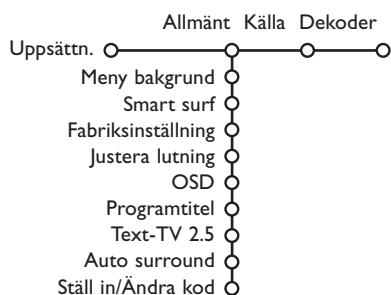 Allmänt Källa Dekoder
Uppsättn.
Meny bakgrund
Smart surf
Fabriksinställning
Justera lutning
OSD
Programtitel
Text-TV 2.5
Auto surround
Ställ in/Ändra kod